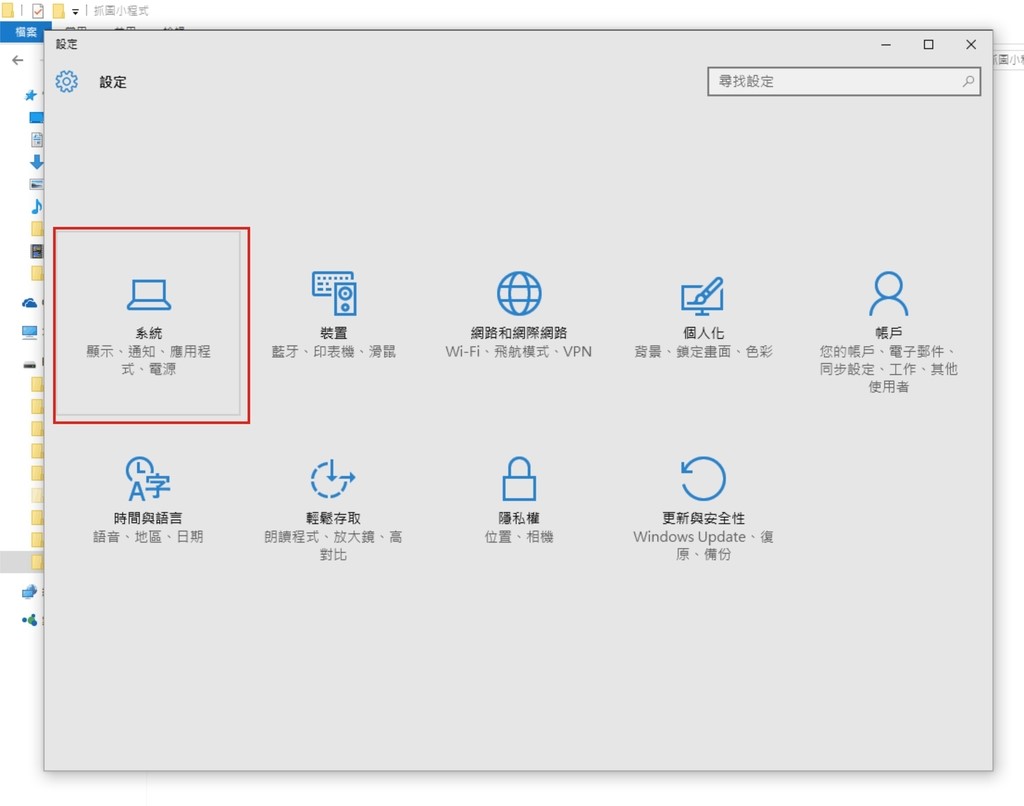 抓圖小程式
檔案
設定
設定
尋找設定
系統
顯示、通知、應用程
式、電源
裝置
藍牙、印表機、滑鼠
網路和網際網路
Wi-Fi、飛航模式、VPN
個人化
背景、鎖定畫面、色彩
帳戶
您的帳戶、電子郵件、
同步設定、工作、其他
使用者
時間與語言
語音、地區、日期
輕鬆存取
朗讀程式、放大鏡、高
對比
隱私權
位置、相機
更新與安全性
Windows Update、復
原、備份